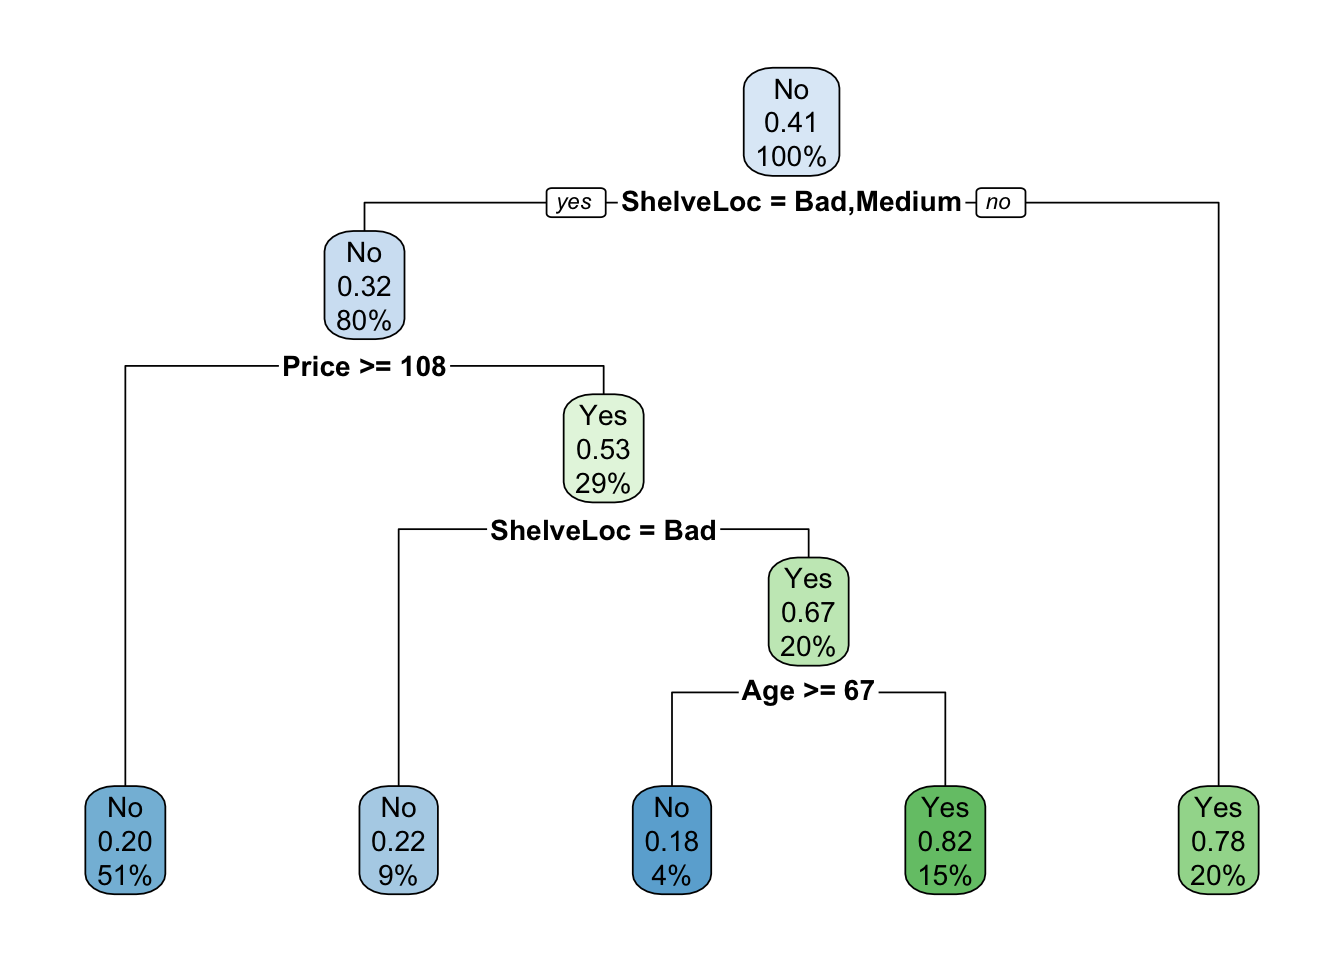 No
0.41
100%
yes ShelveLoc = Bad,Medium no
No
0.32
80%
Price >= 108
Yes
0.53
29%
ShelveLoc = Bad
Yes
0.67
20%
Age >= 67
No
0.20
51%
No
0.22
9%
No
0.18
4%
Yes
0.82
15%
Yes
0.78
20%